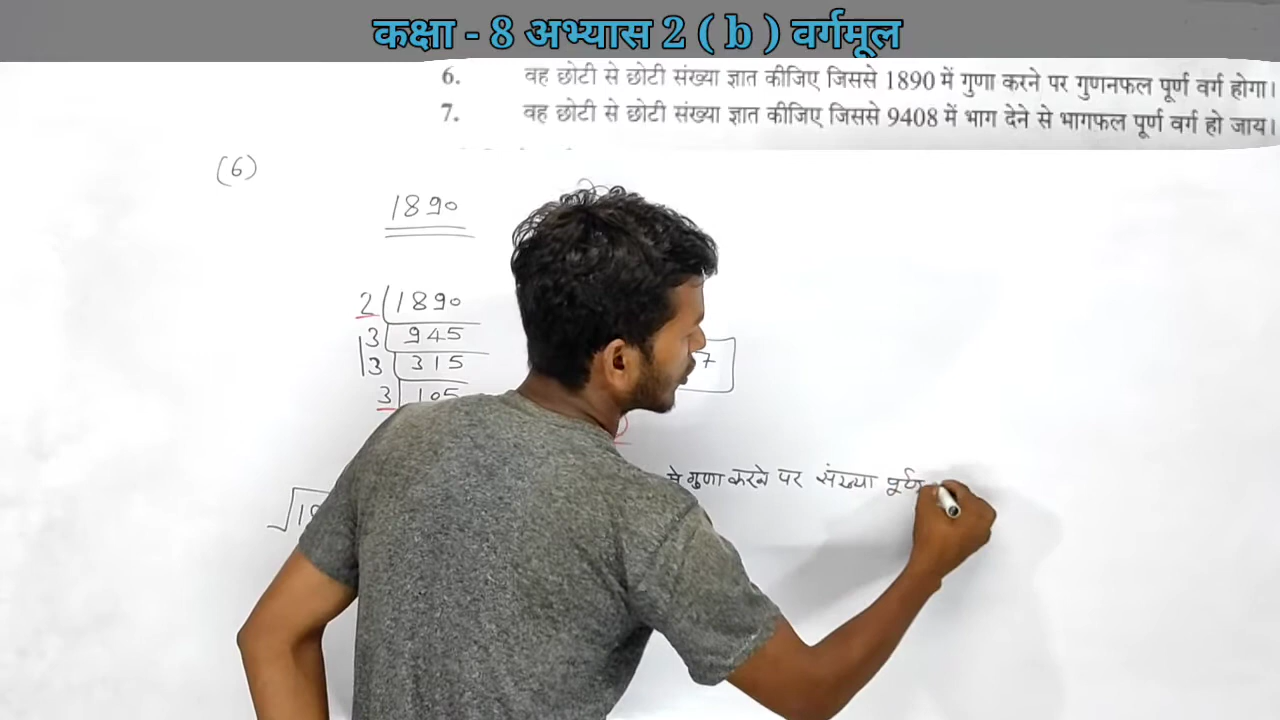 कक्षा - 8 अभ्यास 2 ( b ) वर्गमूल
6. वह छोटी से छोटी संख्या ज्ञात कीजिए जिससे 1890 में गुणा करने पर गुणनफल पूर्ण वर्ग होगा।
7. वह छोटी से छोटी संख्या ज्ञात कीजिए जिससे 9408 में भाग देने से भागफल पूर्ण वर्ग हो जाय।
(6)
1890
2 1890
3 945
3 315
3 105
7
से गुणा करने पर संख्या पूर्ण